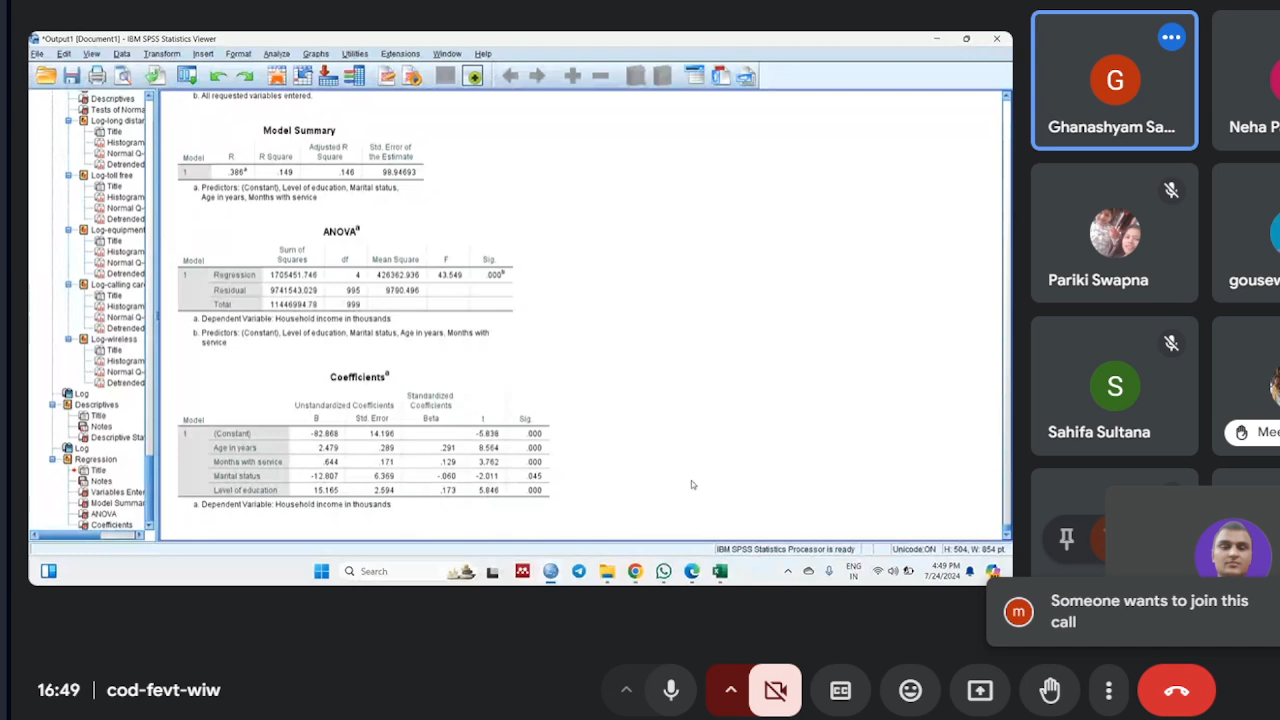 *Output1 [Document1] - IBM SPSS Statistics Viewer
File Edit View Data Transform Insert Format Analyze Graphs Utilities Extensions Window Help
Descriptives
Tests of Norma
Log-long distan
Title
Histogram
Normal Q-
Detrended
Log-toll free
Title
Histogram
Normal Q-
Detrended
Log-equipment
Title
Histogram
Normal Q-
Detrended
Log-calling card
Title
Histogram
Normal Q-
Detrended
Log-wireless
Title
Histogram
Normal Q-
Detrended
Log
Descriptives
Title
Notes
Descriptive Sta
Log
Regression
Title
Notes
Variables Enter
Model Summar
ANOVA
Coefficients
b. All requested variables entered.
Model Summary
Model R R Square Adjusted R Square Std. Error of the Estimate
1 .386a .149 .146 98.94693
a. Predictors: (Constant), Level of education, Marital status,
Age in years, Months with service
ANOVAa
Model Sum of Squares df Mean Square F Sig.
1 Regression 1705451.746 4 426362.936 43.549 .000b
Residual 9741543.029 995 9790.496
Total 11446994.78 999
a. Dependent Variable: Household income in thousands
b. Predictors: (Constant), Level of education, Marital status, Age in years, Months with
service
Coefficientsa
Unstandardized Coefficients Standardized Coefficients
Model B Std. Error Beta t Sig.
1 (Constant) -82.868 14.196 -5.838 .000
Age in years 2.479 .289 .291 8.564 .000
Months with service .644 .171 .129 3.762 .000
Marital status -12.807 6.369 -.060 -2.011 .045
Level of education 15.165 2.594 .173 5.846 .000
a. Dependent Variable: Household income in thousands
IBM SPSS Statistics Processor is ready Unicode:ON H: 504, W: 854 pt.
Search
ENG
IN
4:49 PM
7/24/2024
G
Ghanashyam Sa...
Neha P
Pariki Swapna
gousew
S
Sahifa Sultana
Mee
m
Someone wants to join this
call
16:49 | cod-fevt-wiw